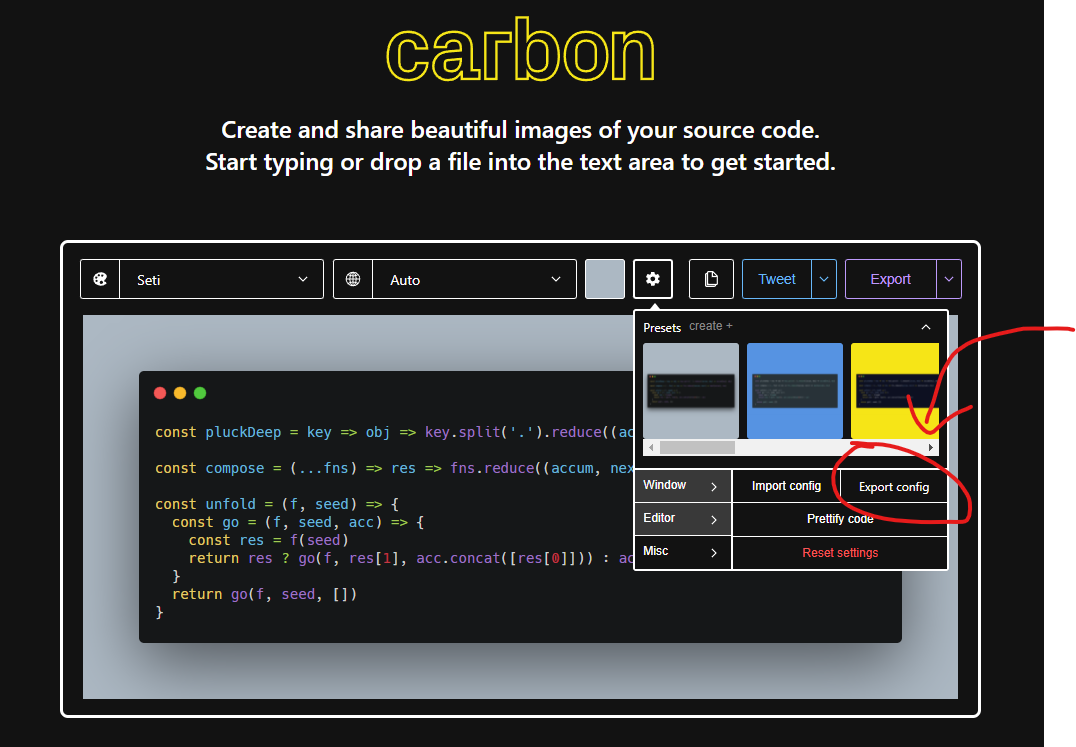 carbon
Create and share beautiful images of your source code.
Start typing or drop a file into the text area to get started.
Seti
Auto
Tweet
Export
Presets create +
const pluckDeep = key => obj => key.split('.').reduce((ac
const compose = (...fns) => res => fns.reduce((accum, nex
const unfold = (f, seed) => {
  const go = (f, seed, acc) => {
    const res = f(seed)
    return res ? go(f, res[1], acc.concat([res[0]])) : ac
  }
  return go(f, seed, [])
}
Window
Import config
Export config
Editor
Prettify code
Misc
Reset settings